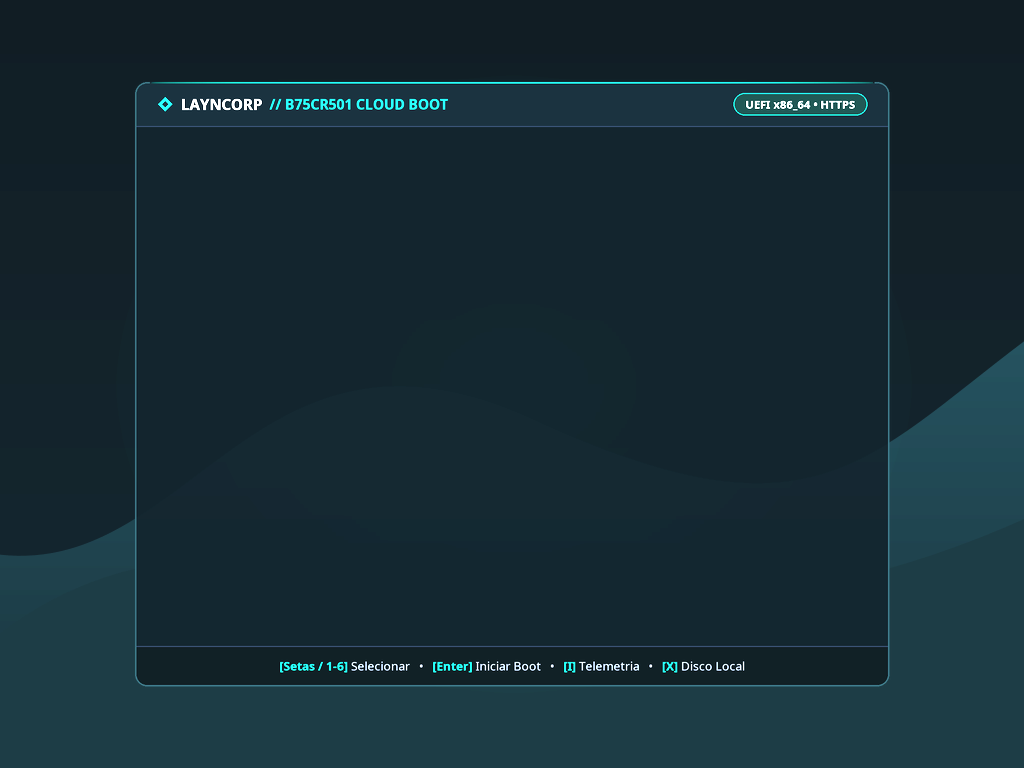 LAYNCORP // B75CR501 CLOUD BOOT
UEFI x86_64 • HTTPS
[Setas / 1-6] Selecionar • [Enter] Iniciar Boot • [I] Telemetria • [X] Disco Local